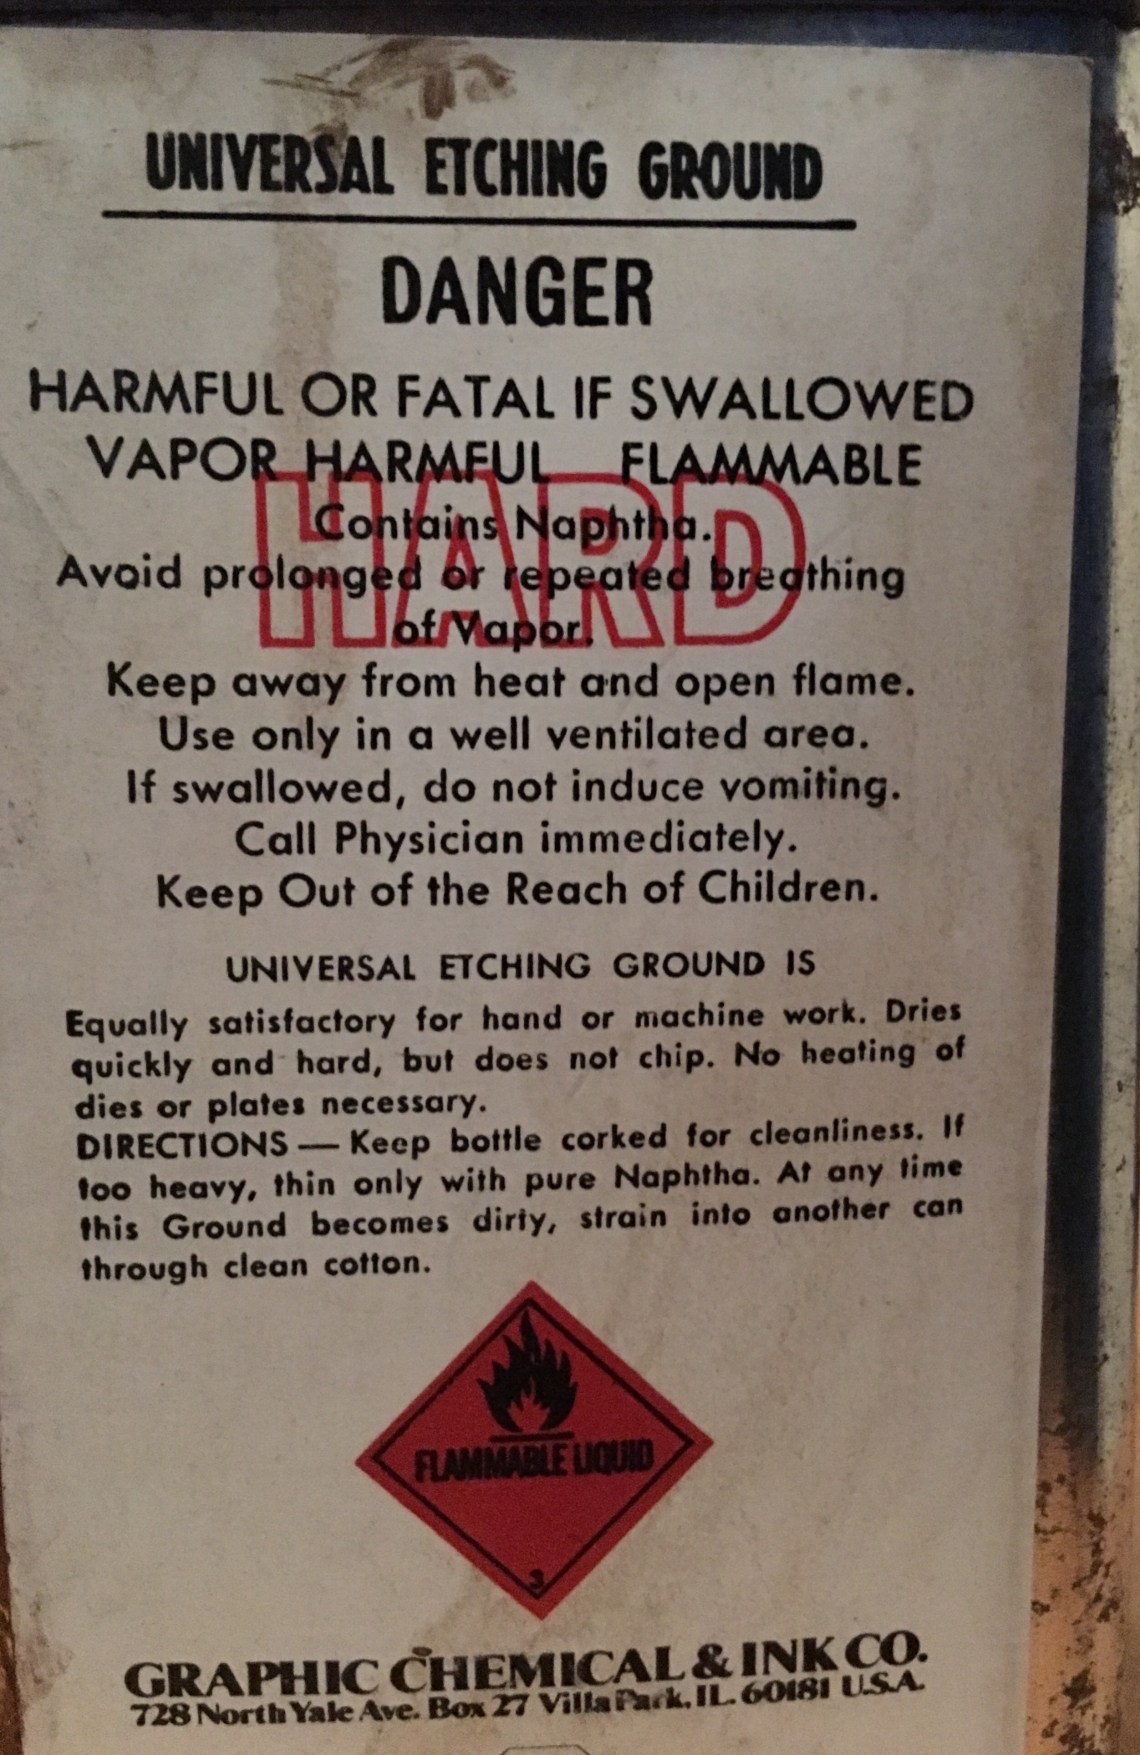 UNIVERSAL ETCHING GROUND
DANGER
HARMFUL OR FATAL IF SWALLOWED
VAPOR HARMFUL FLAMMABLE
HARD
Contains Naphtha.
Avoid prolonged or repeated breathing
of Vapor.
Keep away from heat and open flame.
Use only in a well ventilated area.
If swallowed, do not induce vomiting.
Call Physician immediately.
Keep Out of the Reach of Children.
UNIVERSAL ETCHING GROUND IS
Equally satisfactory for hand or machine work. Dries
quickly and hard, but does not chip. No heating of
dies or plates necessary.
DIRECTIONS — Keep bottle corked for cleanliness. If
too heavy, thin only with pure Naphtha. At any time
this Ground becomes dirty, strain into another can
through clean cotton.
FLAMMABLE LIQUID
3
GRAPHIC CHEMICAL & INK CO.
728 North Yale Ave. Box 27 Villa Park, IL. 60181 U.S.A.